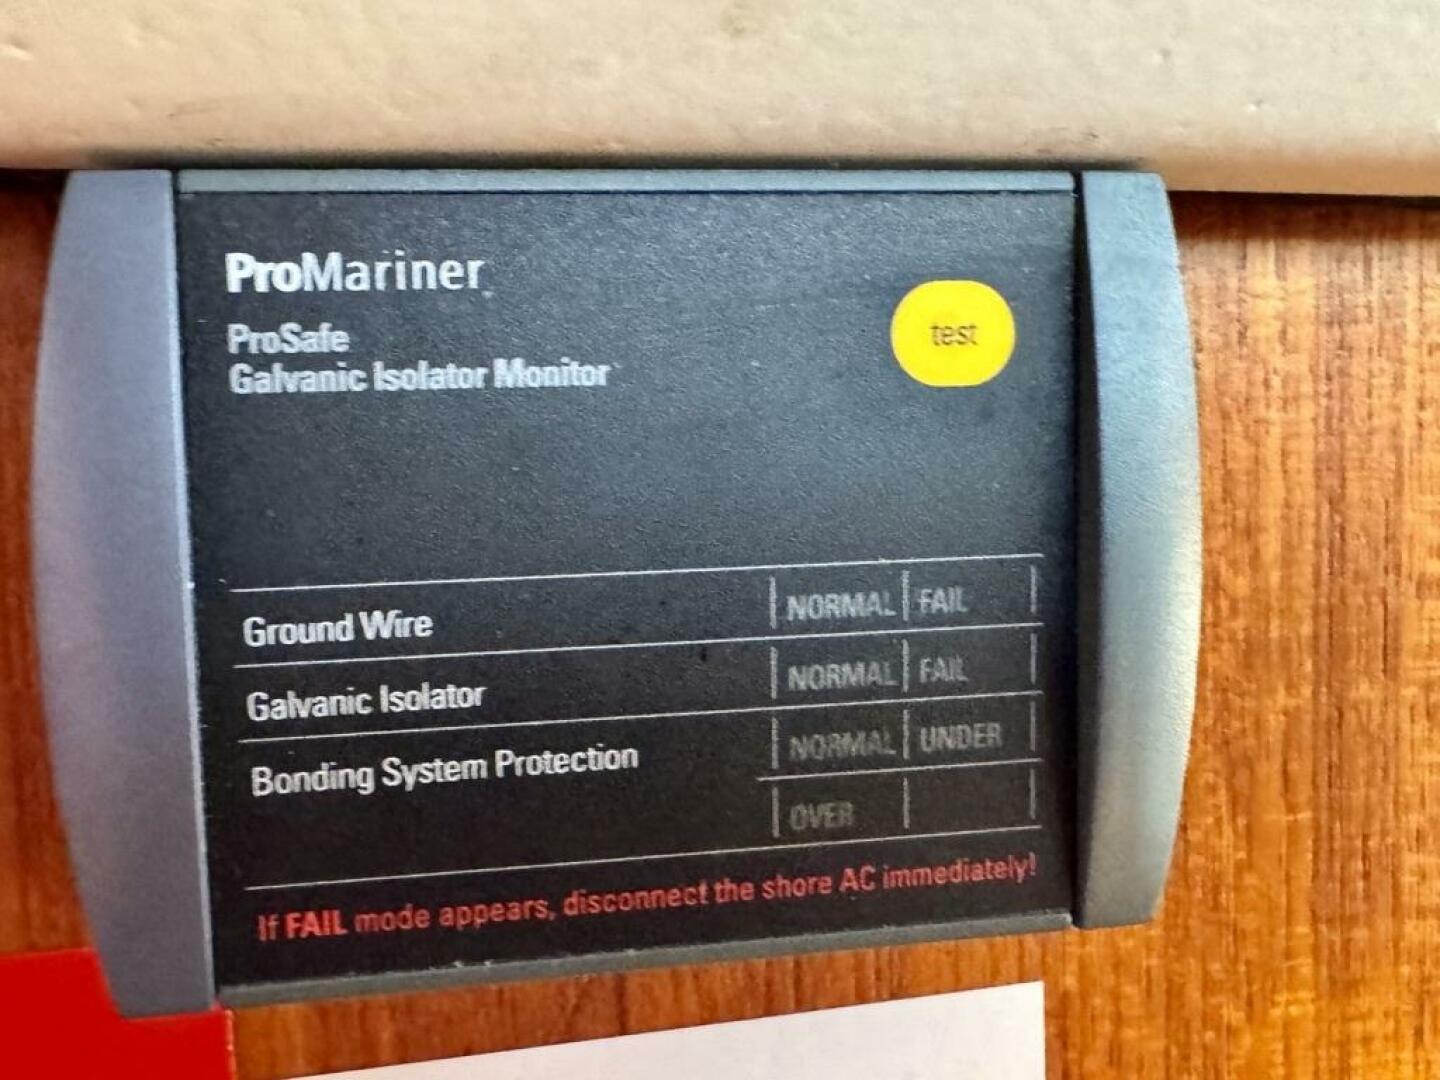 ProMariner
test
ProSafe
Galvanic Isolator Monitor
Ground Wire NORMAL FAIL
Galvanic Isolator NORMAL FAIL
Bonding System Protection NORMAL UNDER
OVER
If FAIL mode appears, disconnect the shore AC immediately!